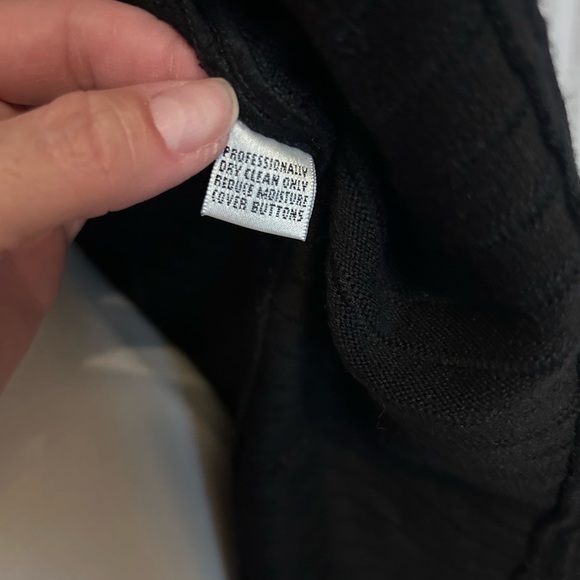 PROFESSIONALLY
DRY CLEAN ONLY
REDUCE MOISTURE
COVER BUTTONS